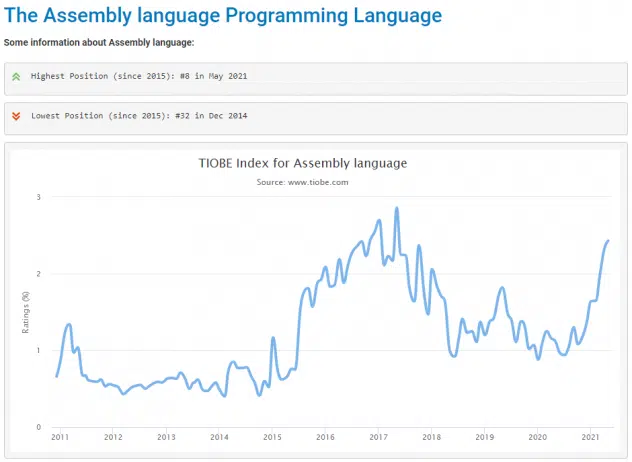 The Assembly language Programming Language
Some information about Assembly language:
Highest Position (since 2015): #8 in May 2021
Lowest Position (since 2015): #32 in Dec 2014
TIOBE Index for Assembly language
Source: www.tiobe.com
Ratings (%)
3
2
1
0
2011 2012 2013 2014 2015 2016 2017 2018 2019 2020 2021